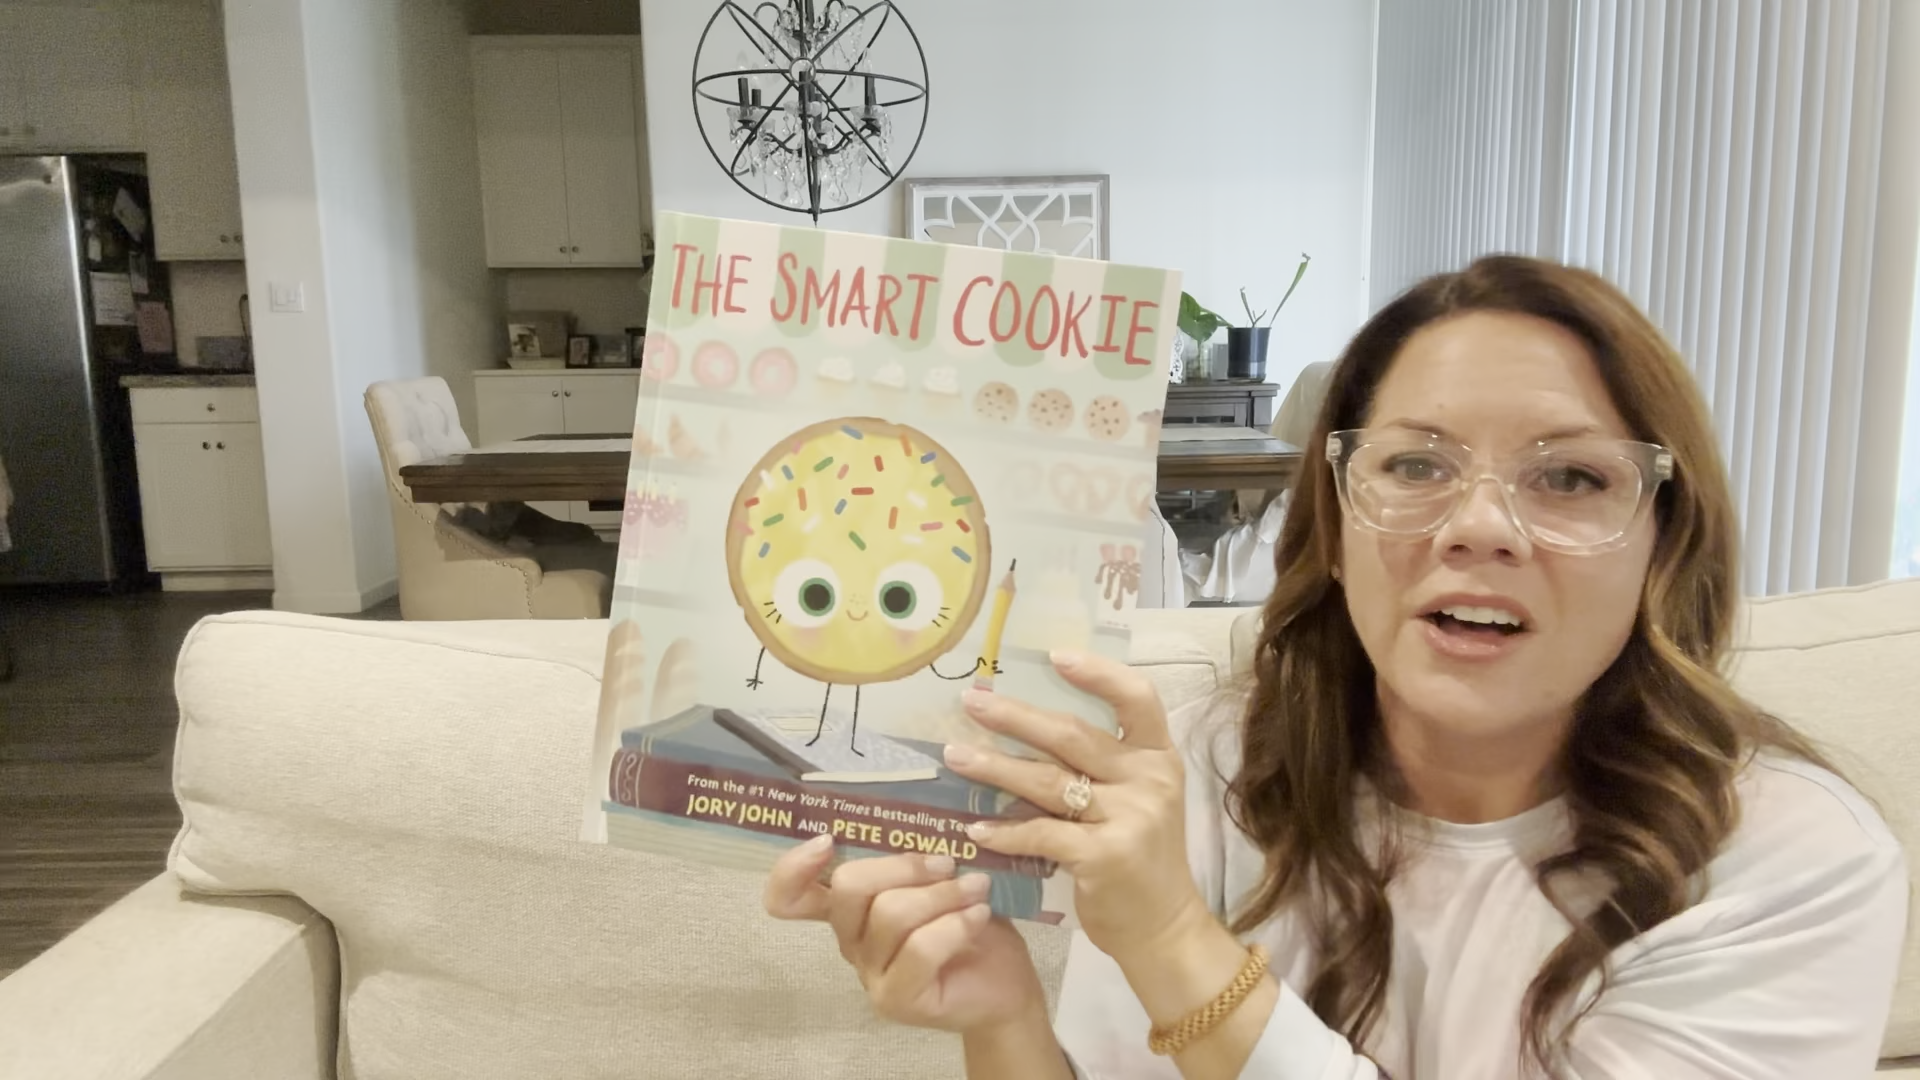 THE SMART COOKIE
From the #1 New York Times Bestselling
JORY JOHN AND PETE OSWALD